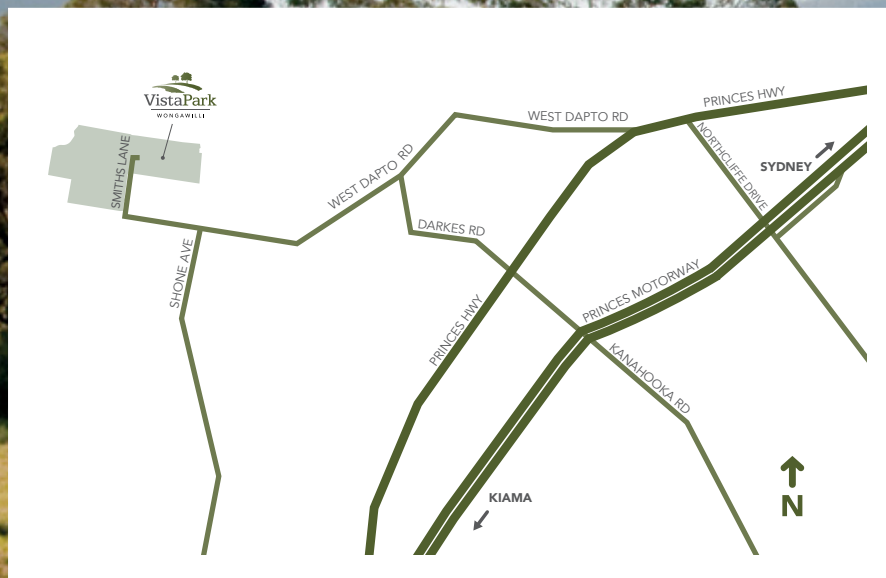 VistaPark
WONGAWILLI
SMITHS LANE
SHONE AVE
WEST DAPTO RD
WEST DAPTO RD
PRINCES HWY
NORTHCLIFFE DRIVE
SYDNEY
DARKES RD
PRINCES MOTORWAY
PRINCES HWY
KANAHOOKA RD
KIAMA
N